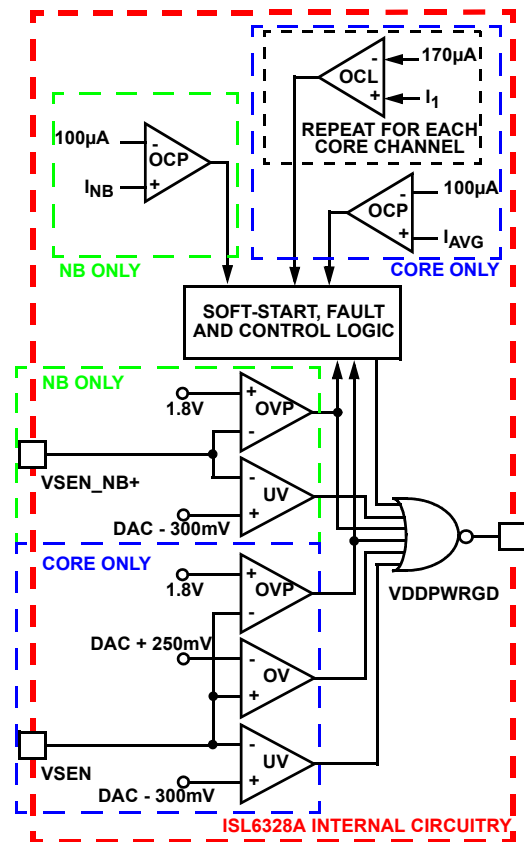 170µA
-
OCL
+
I1
REPEAT FOR EACH
CORE CHANNEL
100µA
-
OCP
INB
+
-
100µA
OCP
+
IAVG
NB ONLY
CORE ONLY
SOFT-START, FAULT
AND CONTROL LOGIC
NB ONLY
+
1.8V
OVP
-
VSEN_NB+
-
UV
+
DAC - 300mV
CORE ONLY
+
1.8V
OVP
-
VDDPWRGD
DAC + 250mV
-
OV
+
-
VSEN
UV
+
DAC - 300mV
ISL6328A INTERNAL CIRCUITRY